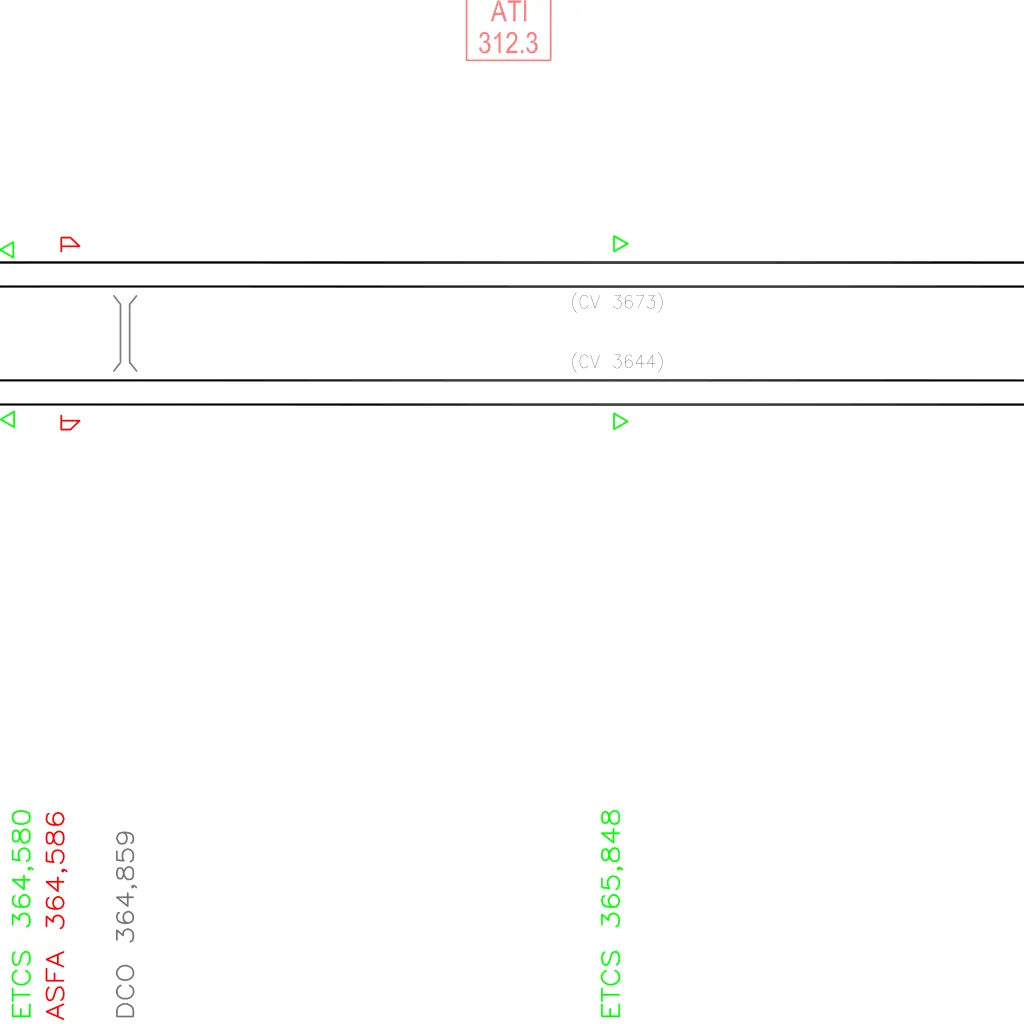 ATI
312.3
(CV 3673)
(CV 3644)
ETCS 364,580
ASFA 364,586
DCO 364,859
ETCS 365,848